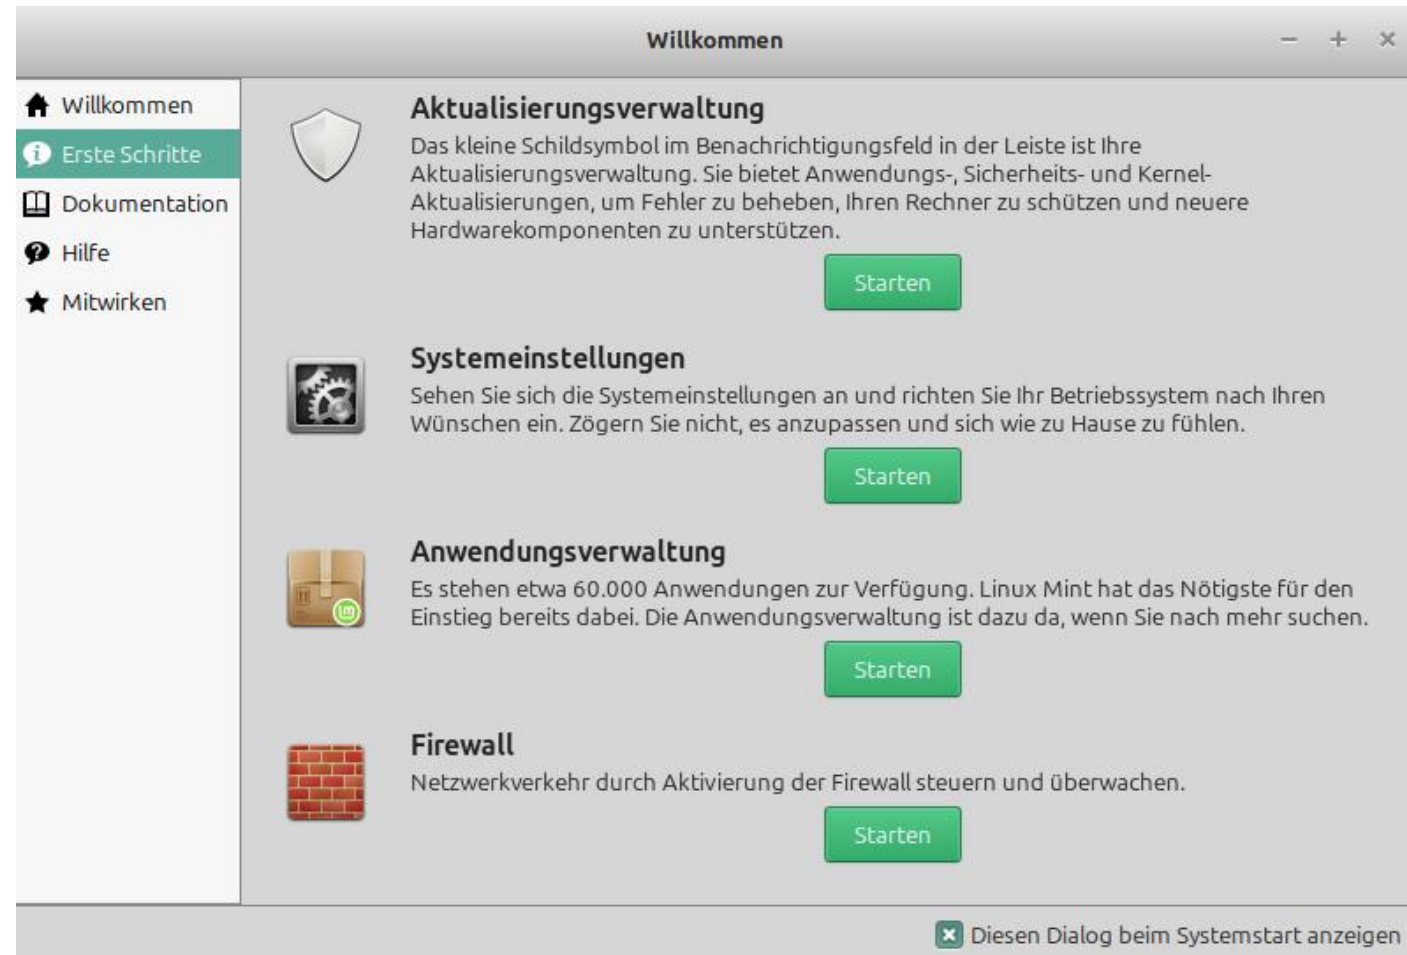 Willkommen
Willkommen
Erste Schritte
Dokumentation
Hilfe
Mitwirken
Aktualisierungsverwaltung
Das kleine Schildsymbol im Benachrichtigungsfeld in der Leiste ist Ihre
Aktualisierungsverwaltung. Sie bietet Anwendungs-, Sicherheits- und Kernel-
Aktualisierungen, um Fehler zu beheben, Ihren Rechner zu schützen und neuere
Hardwarekomponenten zu unterstützen.
Starten
Systemeinstellungen
Sehen Sie sich die Systemeinstellungen an und richten Sie Ihr Betriebssystem nach Ihren
Wünschen ein. Zögern Sie nicht, es anzupassen und sich wie zu Hause zu fühlen.
Starten
Anwendungsverwaltung
Es stehen etwa 60.000 Anwendungen zur Verfügung. Linux Mint hat das Nötigste für den
Einstieg bereits dabei. Die Anwendungsverwaltung ist dazu da, wenn Sie nach mehr suchen.
Starten
Firewall
Netzwerkverkehr durch Aktivierung der Firewall steuern und überwachen.
Starten
Diesen Dialog beim Systemstart anzeigen